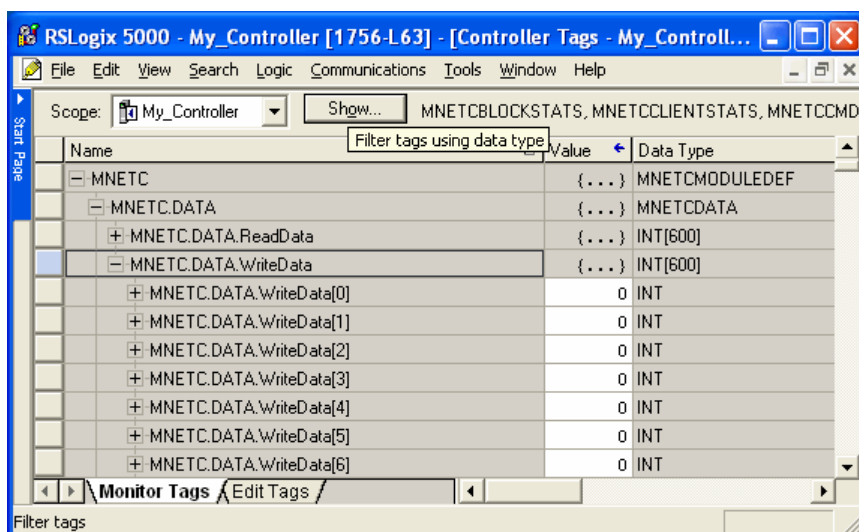 RSLogix 5000 - My_Controller [1756-L63] - [Controller Tags - My_Controll...
File Edit View Search Logic Communications Tools Window Help
Start Page
Scope: My_Controller Show... MNETCBLOCKSTATS, MNETCCLIENTSTATS, MNETCCMD
Filter tags using data type
Name Value Data Type
MNETC {...} MNETCMODULEDEF
MNETC.DATA {...} MNETCDATA
MNETC.DATA.ReadData {...} INT[600]
MNETC.DATA.WriteData {...} INT[600]
MNETC.DATA.WriteData[0] 0 INT
MNETC.DATA.WriteData[1] 0 INT
MNETC.DATA.WriteData[2] 0 INT
MNETC.DATA.WriteData[3] 0 INT
MNETC.DATA.WriteData[4] 0 INT
MNETC.DATA.WriteData[5] 0 INT
MNETC.DATA.WriteData[6] 0 INT
Monitor Tags Edit Tags
Filter tags